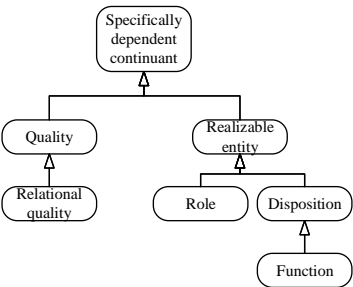 Specifically
dependent
continuant
Quality
Realizable
entity
Relational
quality
Role
Disposition
Function